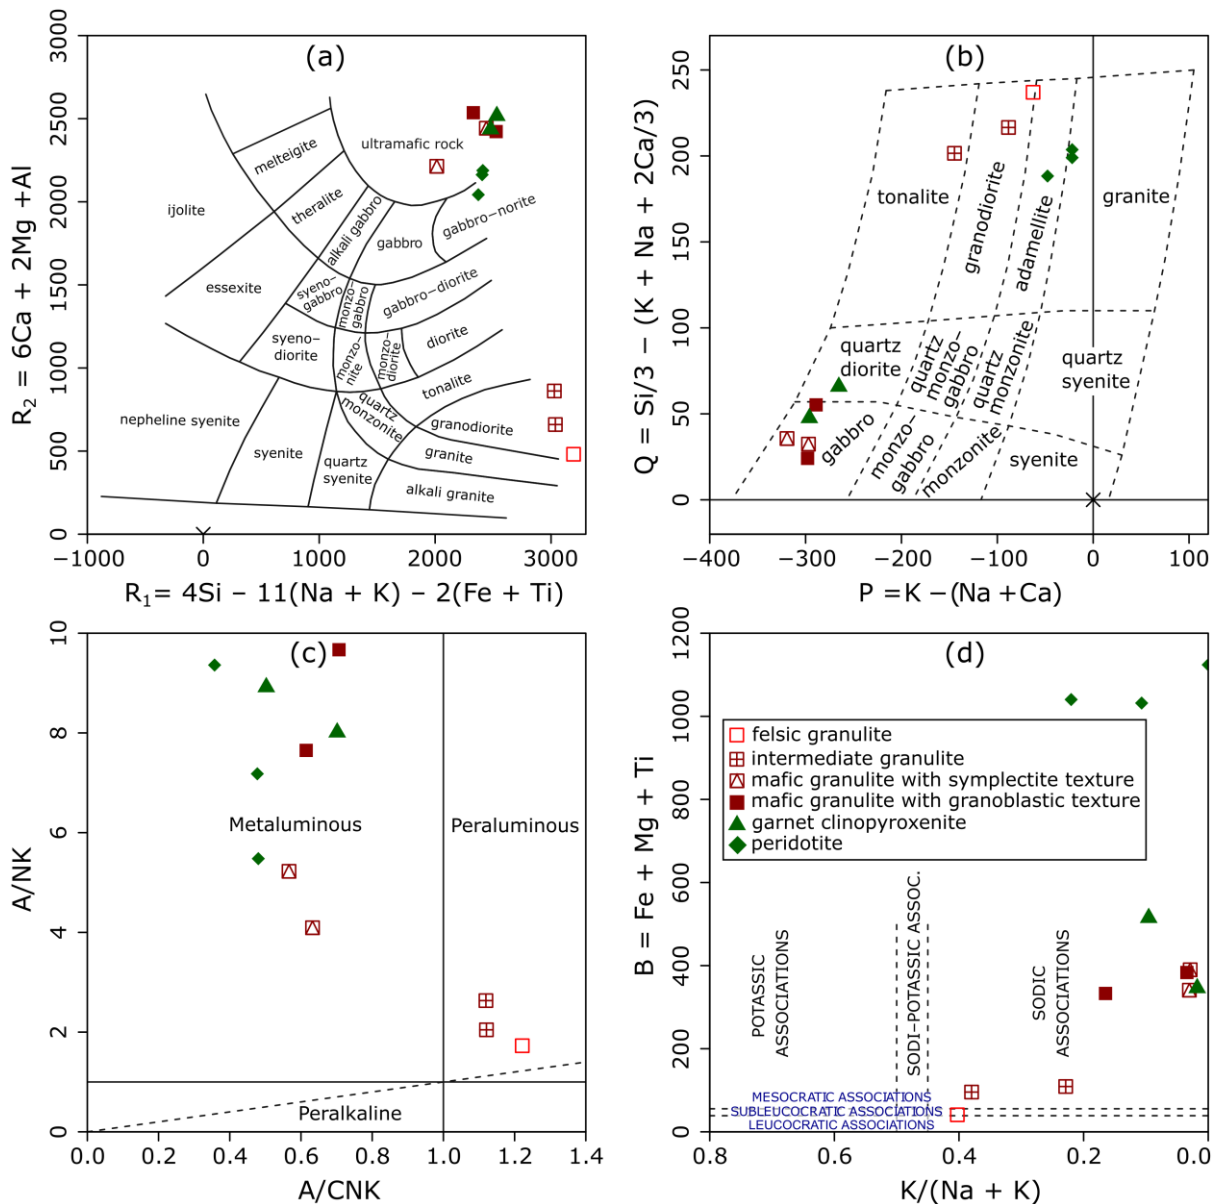 (a)
R₂ = 6Ca + 2Mg +Al
3000
2500
2000
1500
1000
500
0
−1000
0
1000
2000
3000
R₁= 4Si – 11(Na + K) – 2(Fe + Ti)
ultramafic rock
melteigite
theralite
ijolite
alkali gabbro
gabbro
gabbro−norite
essexite
syeno–
gabbro
monzo–
gabbro
gabbro−diorite
syeno–
diorite
monzo–
nite
monzo–
diorite
diorite
tonalite
nepheline syenite
quartz
monzonite
granodiorite
syenite
quartz
syenite
granite
alkali granite
(b)
Q = Si/3 – (K + Na + 2Ca/3)
250
200
150
100
50
0
−400
−300
−200
−100
0
100
P =K –(Na +Ca)
tonalite
granodiorite
adamellite
granite
quartz
diorite
quartz
monzo–
gabbro
quartz
monzonite
quartz
syenite
gabbro
monzo–
gabbro
monzonite
syenite
(c)
A/NK
10
8
6
4
2
0
0.0
0.2
0.4
0.6
0.8
1.0
1.2
1.4
A/CNK
Metaluminous
Peraluminous
Peralkaline
(d)
B = Fe + Mg + Ti
1200
1000
800
600
400
200
0
0.8
0.6
0.4
0.2
0.0
K/(Na + K)
felsic granulite
intermediate granulite
mafic granulite with symplectite texture
mafic granulite with granoblastic texture
garnet clinopyroxenite
peridotite
POTASSIC
ASSOCIATIONS
SODI–POTASSIC ASSOC.
SODIC
ASSOCIATIONS
MESOCRATIC ASSOCIATIONS
SUBLEUCOCRATIC ASSOCIATIONS
LEUCOCRATIC ASSOCIATIONS